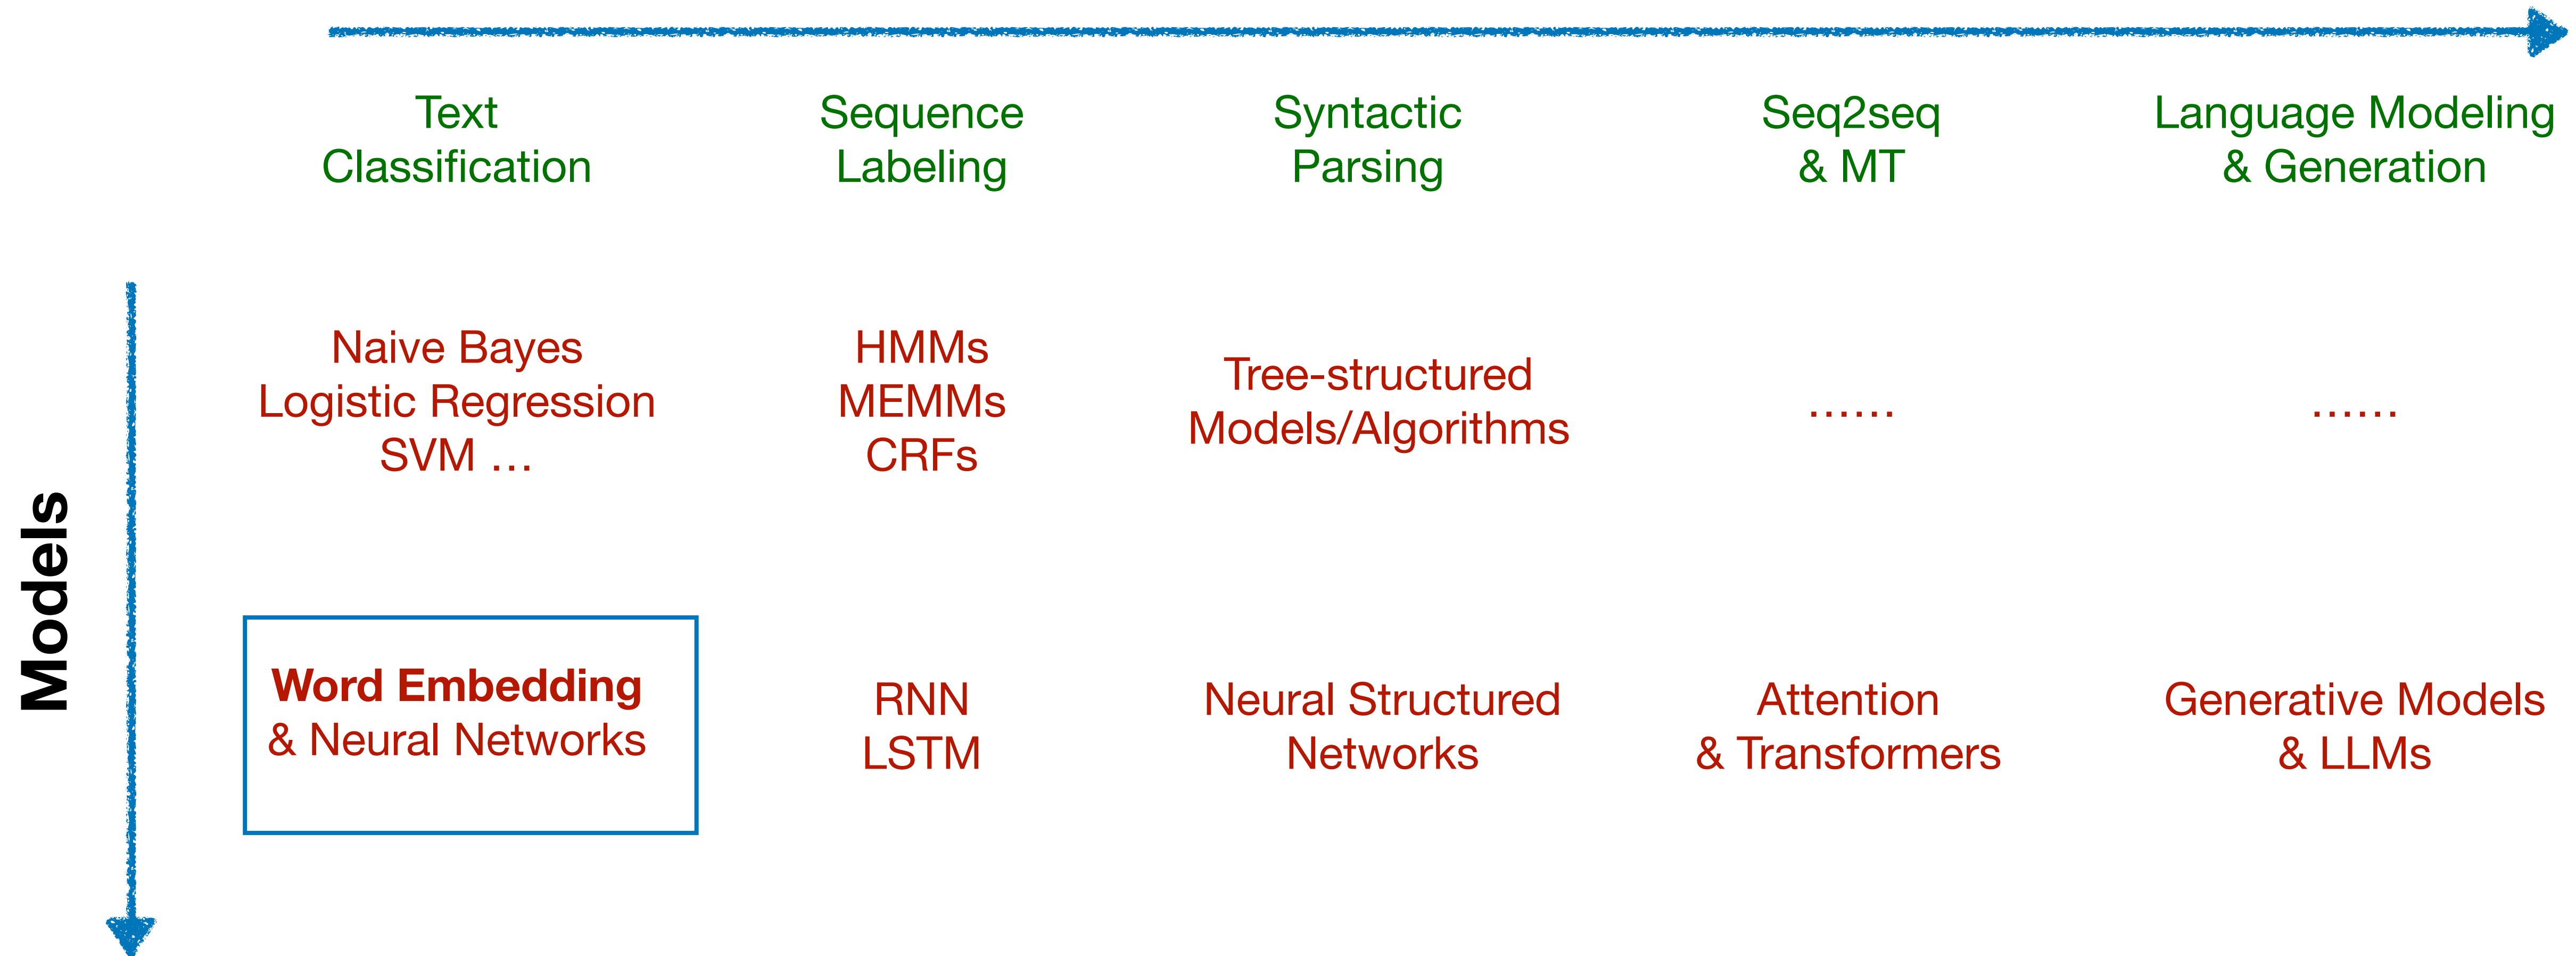 Text
Classification
Sequence
Labeling
Syntactic
Parsing
Seq2seq
& MT
Language Modeling
& Generation
Models
Naive Bayes
Logistic Regression
SVM …
HMMs
MEMMs
CRFs
Tree-structured
Models/Algorithms
……
……
Word Embedding
& Neural Networks
RNN
LSTM
Neural Structured
Networks
Attention
& Transformers
Generative Models
& LLMs